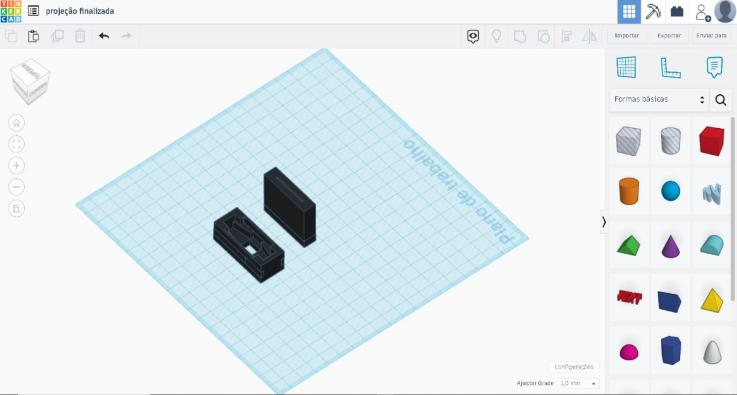 TIN
KER
CAD
projeção finalizada
Importar
Exportar
Enviar para
Formas básicas
Plano de trabalho
TEXT
Configurações
Ajustar Grade 1,0 mm